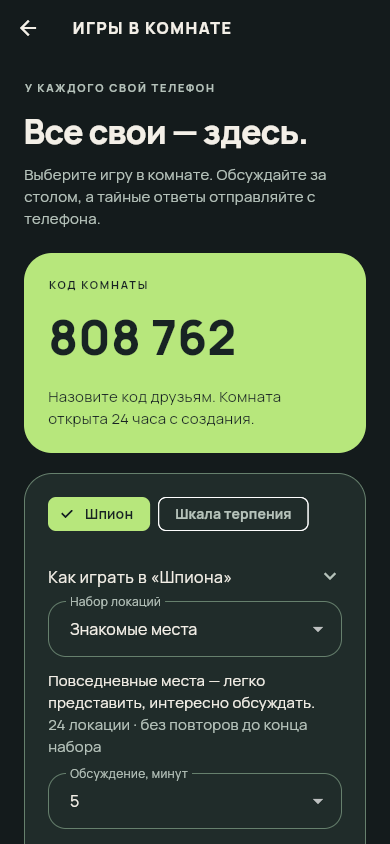 ИГРЫ В КОМНАТЕ
У КАЖДОГО СВОЙ ТЕЛЕФОН
Все свои — здесь.
Выберите игру в комнате. Обсуждайте за
столом, а тайные ответы отправляйте с
телефона.
КОД КОМНАТЫ
808 762
Назовите код друзьям. Комната
открыта 24 часа с создания.
Шпион
Шкала терпения
Как играть в «Шпиона»
Набор локаций
Знакомые места
Повседневные места — легко
представить, интересно обсуждать.
24 локации · без повторов до конца
набора
Обсуждение, минут
5